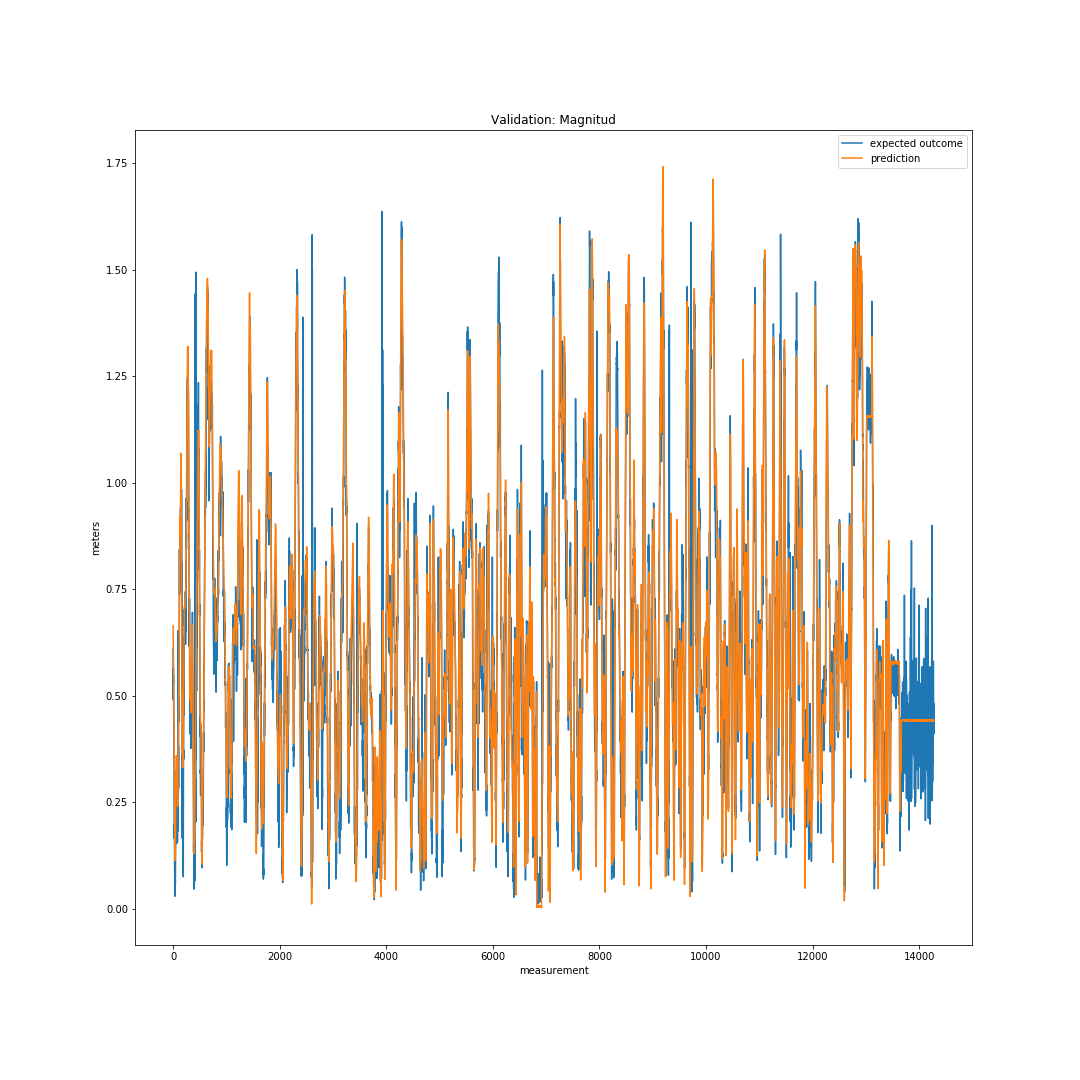 Validation: Magnitud
expected outcome
prediction
1.75
1.50
1.25
1.00
0.75
0.50
0.25
0.00
meters
0 2000 4000 6000 8000 10000 12000 14000
measurement